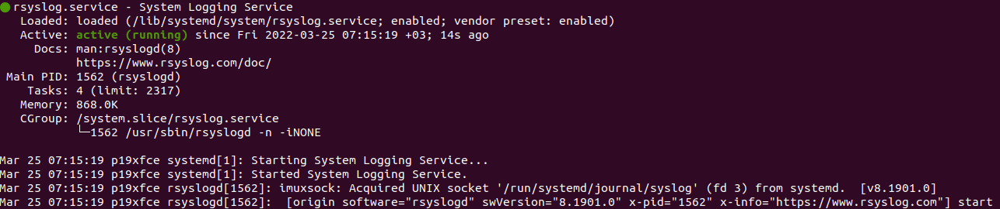 ● rsyslog.service - System Logging Service
   Loaded: loaded (/lib/systemd/system/rsyslog.service; enabled; vendor preset: enabled)
   Active: active (running) since Fri 2022-03-25 07:15:19 +03; 14s ago
     Docs: man:rsyslogd(8)
           https://www.rsyslog.com/doc/
 Main PID: 1562 (rsyslogd)
    Tasks: 4 (limit: 2317)
   Memory: 868.0K
   CGroup: /system.slice/rsyslog.service
           └─1562 /usr/sbin/rsyslogd -n -iNONE

Mar 25 07:15:19 p19xfce systemd[1]: Starting System Logging Service...
Mar 25 07:15:19 p19xfce systemd[1]: Started System Logging Service.
Mar 25 07:15:19 p19xfce rsyslogd[1562]: imuxsock: Acquired UNIX socket '/run/systemd/journal/syslog' (fd 3) from systemd.  [v8.1901.0]
Mar 25 07:15:19 p19xfce rsyslogd[1562]:  [origin software="rsyslogd" swVersion="8.1901.0" x-pid="1562" x-info="https://www.rsyslog.com"] start